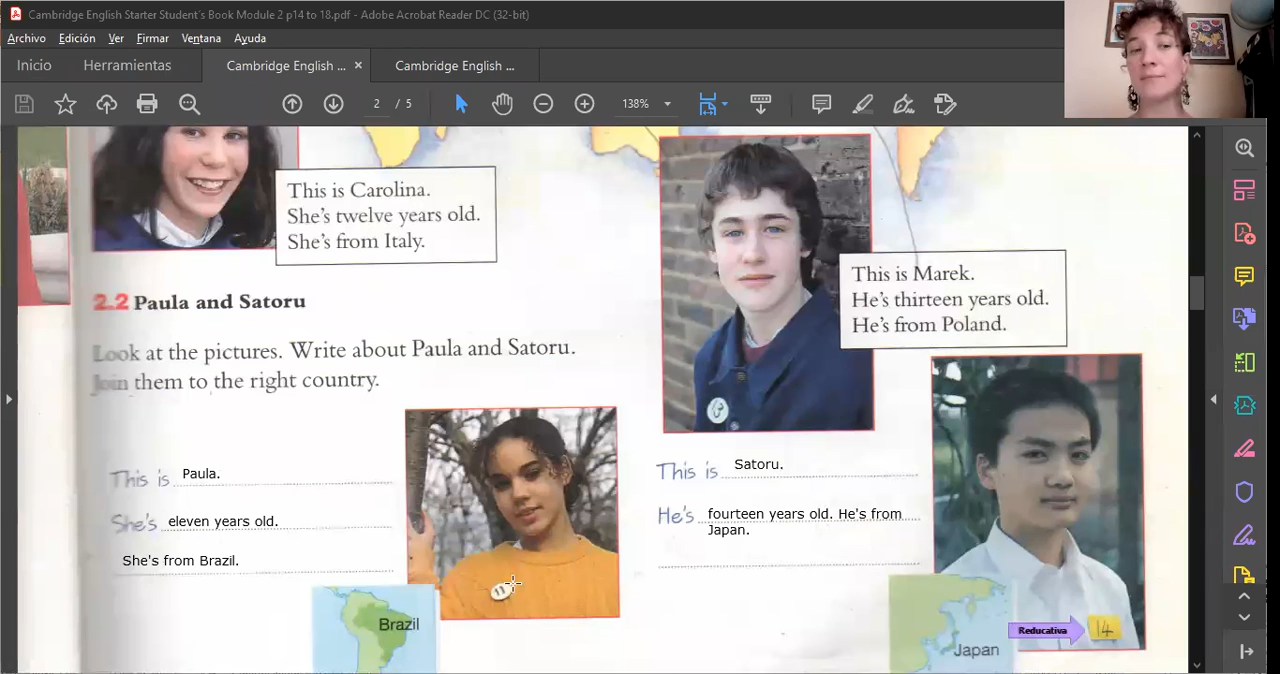 Cambridge English Starter Student´s Book Module 2 p14 to 18.pdf - Adobe Acrobat Reader DC (32-bit)
Archivo Edición Ver Firmar Ventana Ayuda
Inicio Herramientas Cambridge English ... × Cambridge English ...
2 / 5 138%
This is Carolina.
She's twelve years old.
She's from Italy.
2.2 Paula and Satoru
Look at the pictures. Write about Paula and Satoru.
Join them to the right country.
This is Paula.
She's eleven years old.
She's from Brazil.
11
Brazil
This is Marek.
He's thirteen years old.
He's from Poland.
This is Satoru.
He's fourteen years old. He's from
Japan.
Reducativa
14
Japan